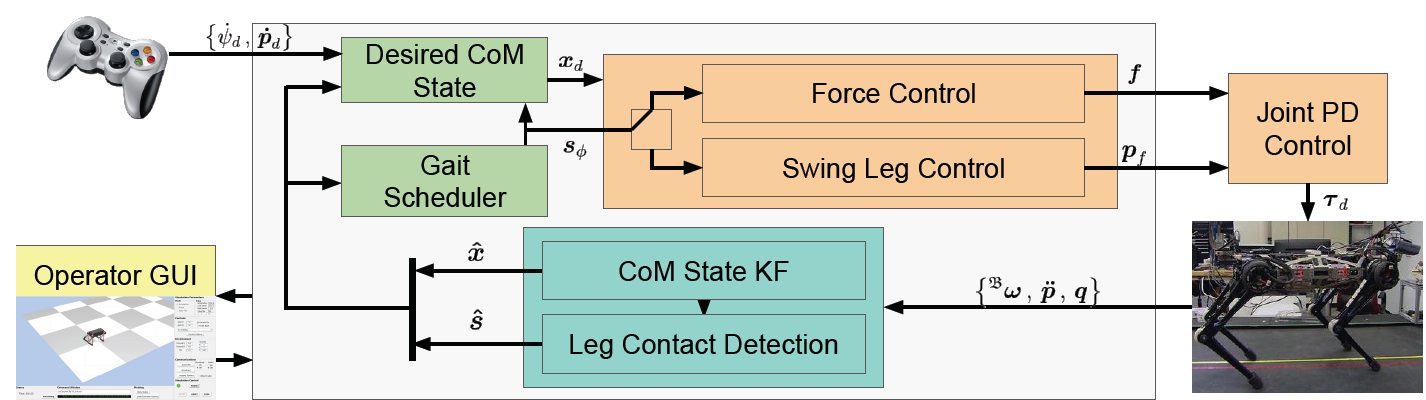 {ψ̇_d , ṗ_d}
Desired CoM
State
x_d
Force Control
f
Joint PD
Control
s_ϕ
Gait
Scheduler
Swing Leg Control
p_f
τ_d
Operator GUI
x̂
CoM State KF
{^𝔅ω , p̈ , q}
ŝ
Leg Contact Detection